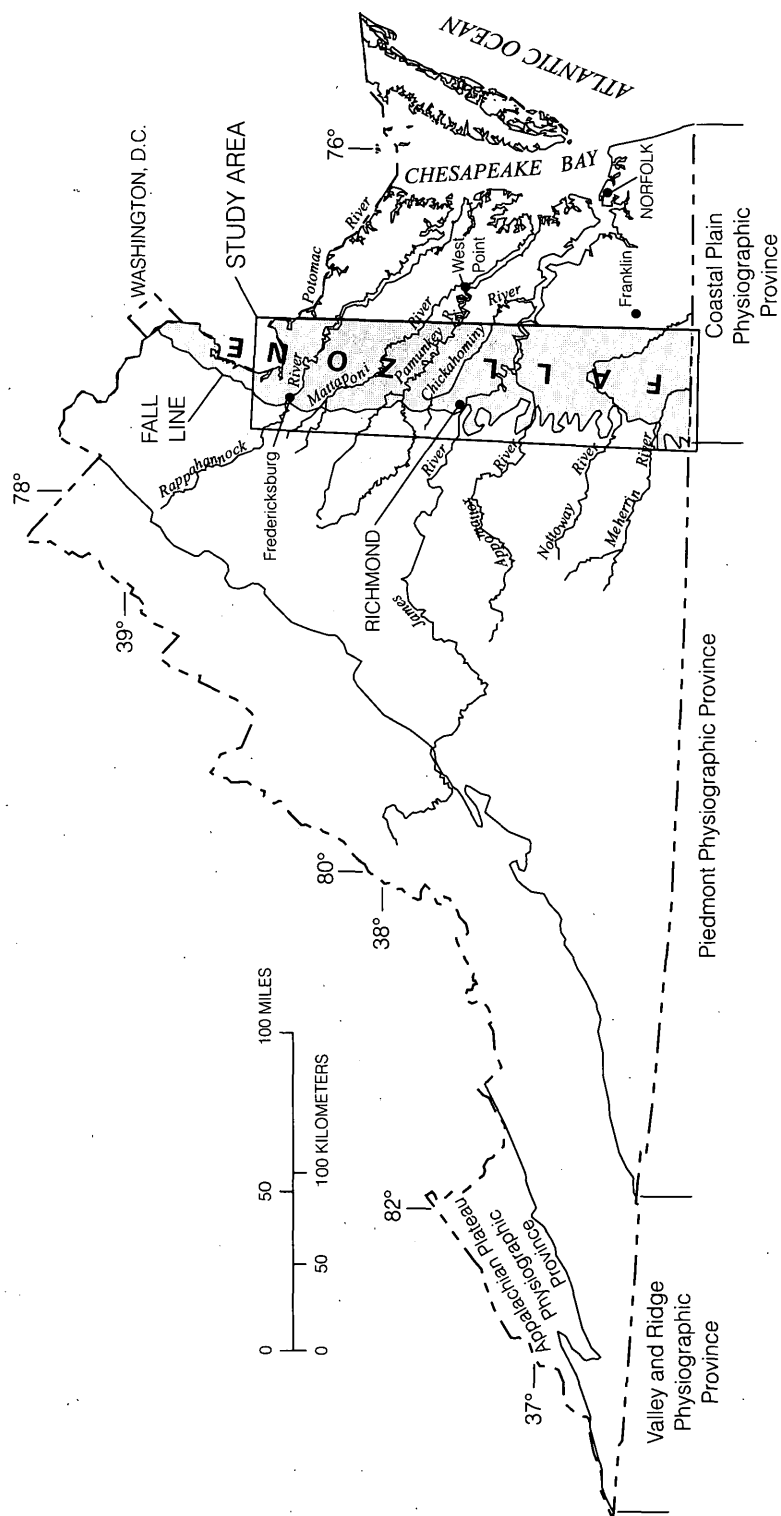 WASHINGTON, D.C.
STUDY AREA
FALL
LINE
78°
39°
76°
ATLANTIC OCEAN
CHESAPEAKE BAY
Potomac River
Rappahannock River
Fredericksburg
Mattaponi River
Pamunkey River
West
Point
Chickahominy River
RICHMOND
James River
Appomattox River
Nottoway River
Meherrin River
NORFOLK
Franklin
FALL ZONE
80°
38°
0 50 100 MILES
0 50 100 KILOMETERS
82°
Appalachian Plateau
Physiographic
Province
37°
Valley and Ridge
Physiographic
Province
Piedmont Physiographic Province
Coastal Plain
Physiographic
Province